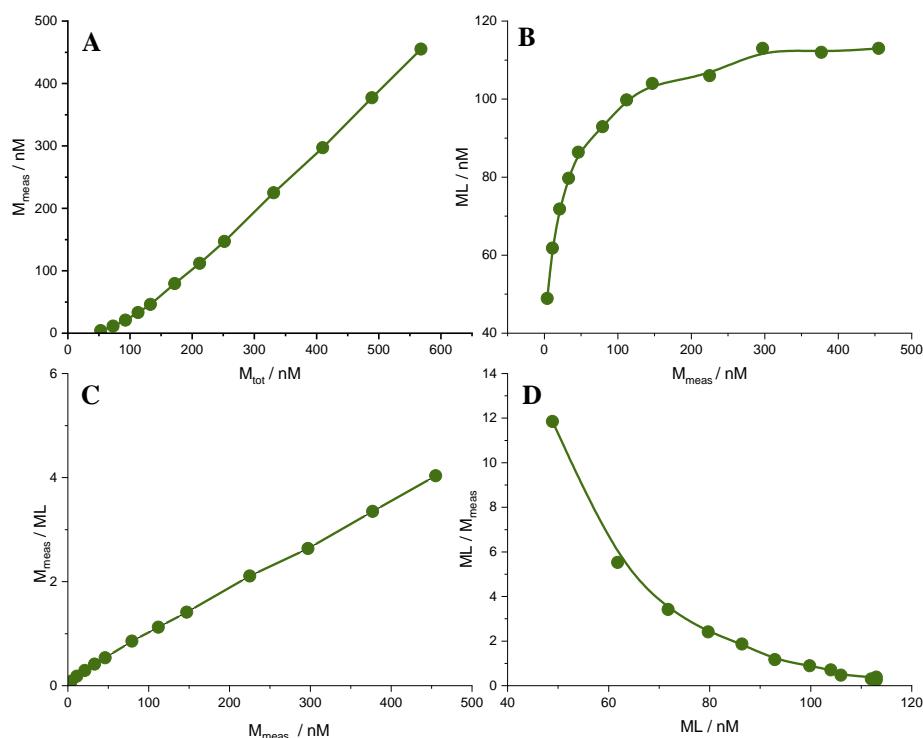 A
500
400
300
200
100
0
0 100 200 300 400 500 600
M_meas / nM
M_tot / nM
B
120
100
80
60
40
0 100 200 300 400 500
ML / nM
M_meas / nM
C
6
4
2
0
0 100 200 300 400 500
M_meas / ML
M_meas / nM
D
14
12
10
8
6
4
2
0
40 60 80 100 120
ML / M_meas
ML / nM